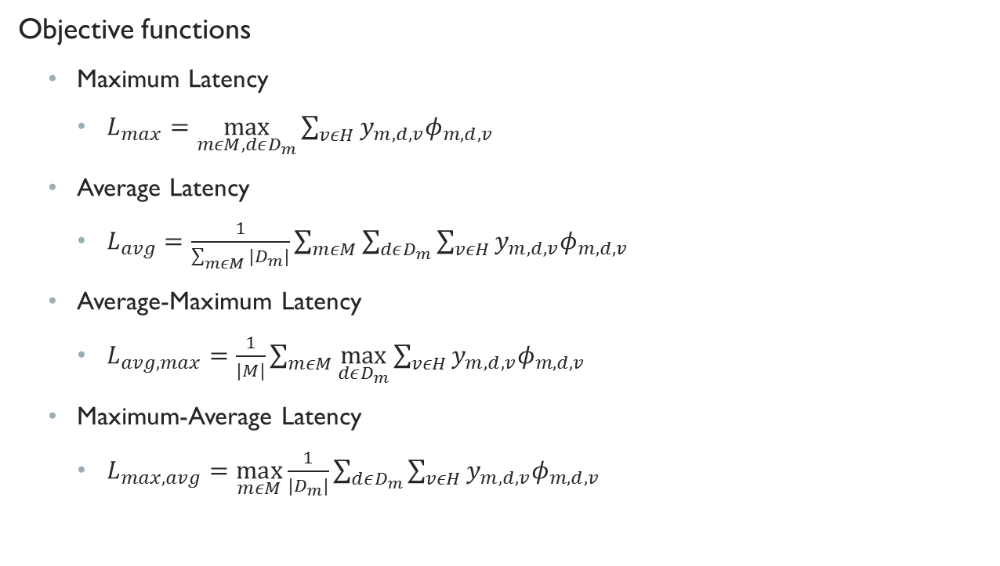 Objective functions
• Maximum Latency
• $L_{max} = \max_{m \epsilon M, d \epsilon D_m} \sum_{v \epsilon H} y_{m,d,v} \phi_{m,d,v}$
• Average Latency
• $L_{avg} = \frac{1}{\sum_{m \epsilon M} |D_m|} \sum_{m \epsilon M} \sum_{d \epsilon D_m} \sum_{v \epsilon H} y_{m,d,v} \phi_{m,d,v}$
• Average-Maximum Latency
• $L_{avg,max} = \frac{1}{|M|} \sum_{m \epsilon M} \max_{d \epsilon D_m} \sum_{v \epsilon H} y_{m,d,v} \phi_{m,d,v}$
• Maximum-Average Latency
• $L_{max,avg} = \max_{m \epsilon M} \frac{1}{|D_m|} \sum_{d \epsilon D_m} \sum_{v \epsilon H} y_{m,d,v} \phi_{m,d,v}$